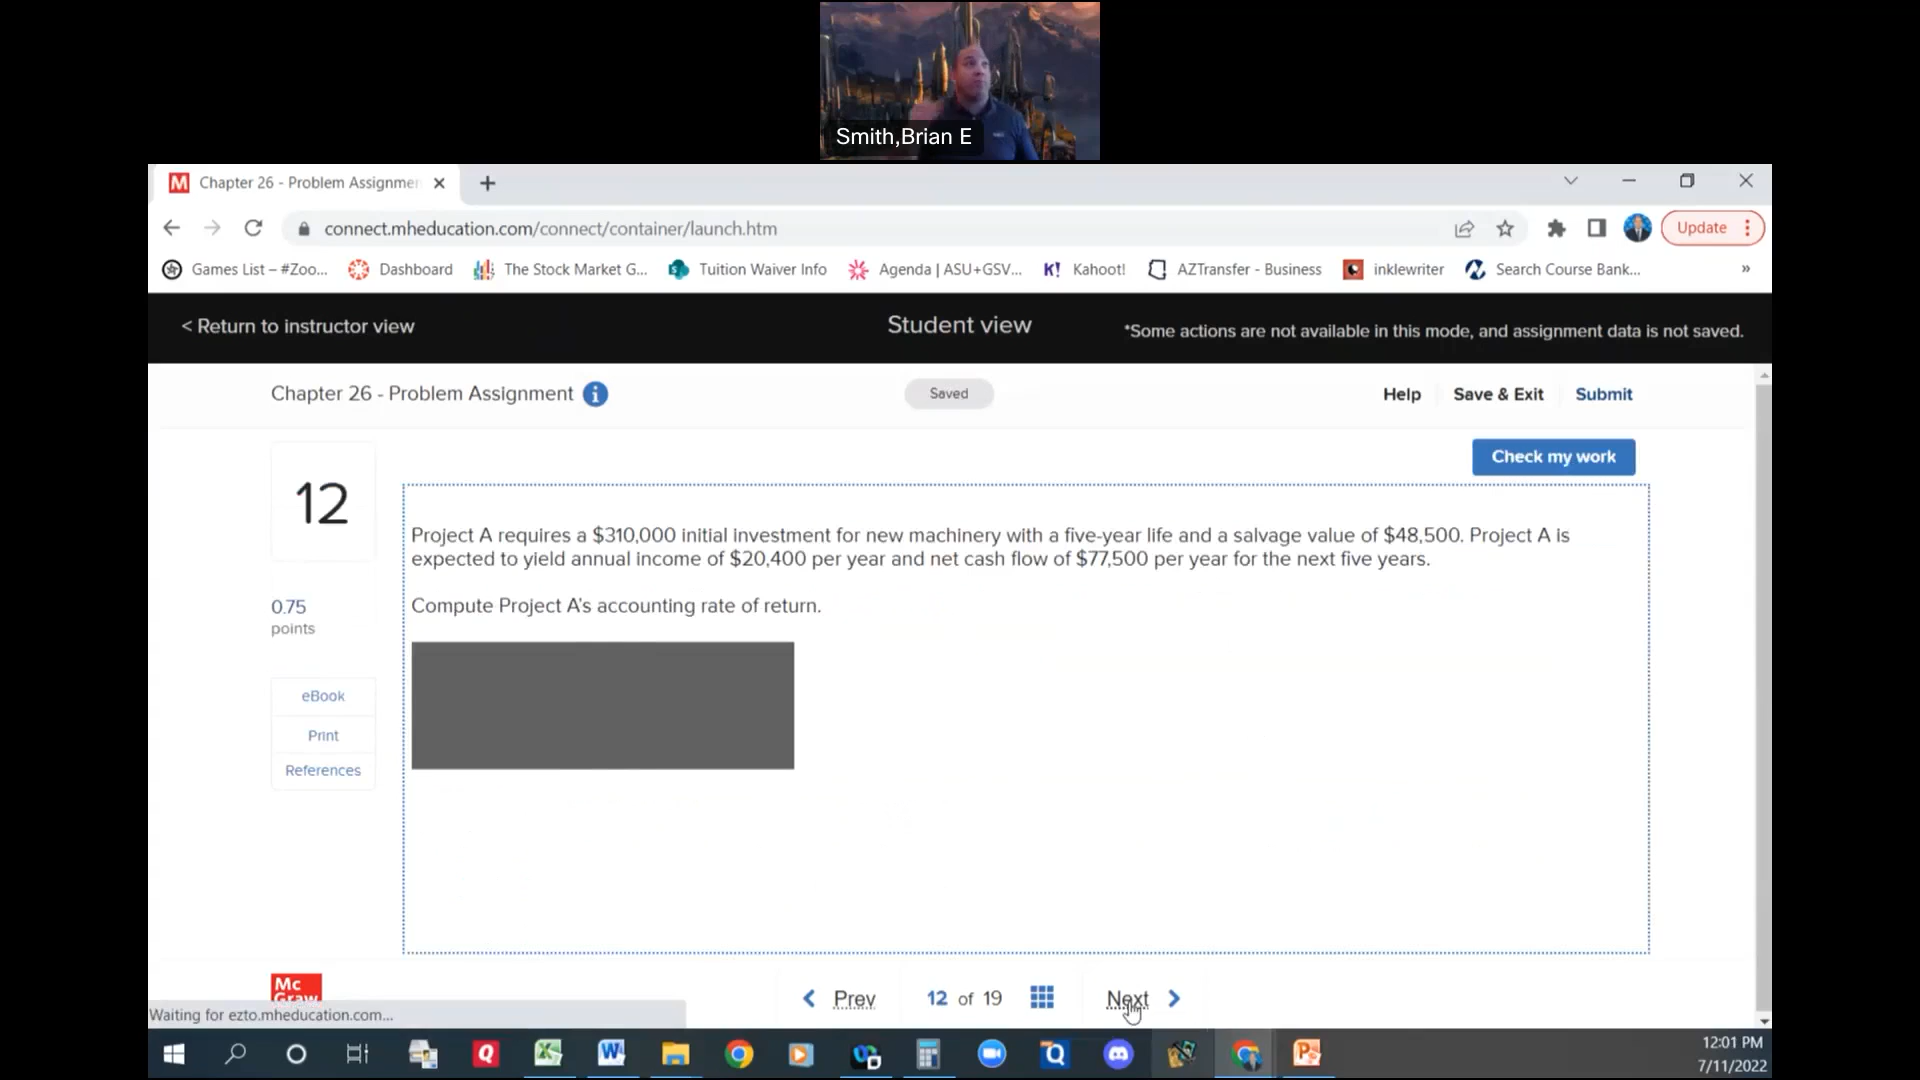 Smith,Brian E
Chapter 26 - Problem Assignmen
connect.mheducation.com/connect/container/launch.htm
Update
Games List – #Zoo...
Dashboard
The Stock Market G...
Tuition Waiver Info
Agenda | ASU+GSV...
K! Kahoot!
AZTransfer - Business
inklewriter
Search Course Bank...
»
< Return to instructor view
Student view
*Some actions are not available in this mode, and assignment data is not saved.
Chapter 26 - Problem Assignment i
Saved
Help
Save & Exit
Submit
Check my work
12
0.75
points
eBook
Print
References
Project A requires a $310,000 initial investment for new machinery with a five-year life and a salvage value of $48,500. Project A is
expected to yield annual income of $20,400 per year and net cash flow of $77,500 per year for the next five years.
Compute Project A's accounting rate of return.
Mc
Graw
Prev
12 of 19
Next
Waiting for ezto.mheducation.com...
12:01 PM
7/11/2022